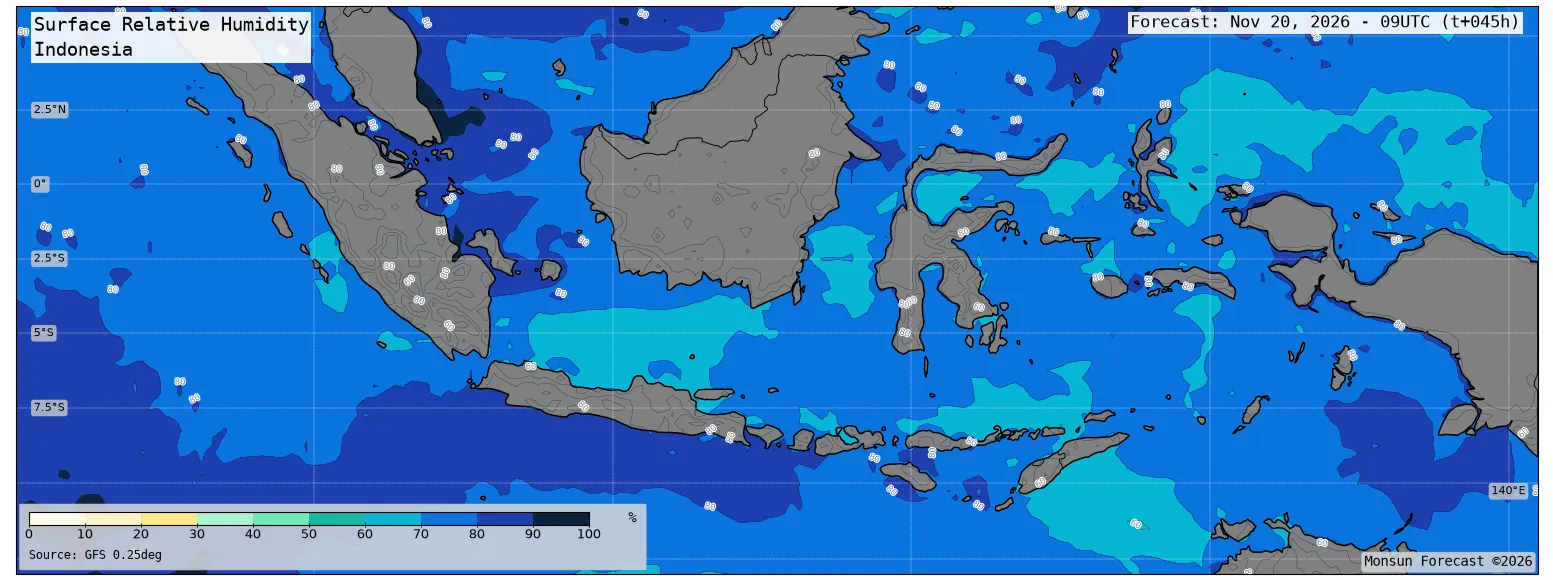 Surface Relative Humidity
Indonesia
Forecast: Nov 20, 2026 - 09UTC (t+045h)
2.5°N
0°
2.5°S
5°S
7.5°S
140°E
%
0 10 20 30 40 50 60 70 80 90 100
Source: GFS 0.25deg
Monsun Forecast ©2026